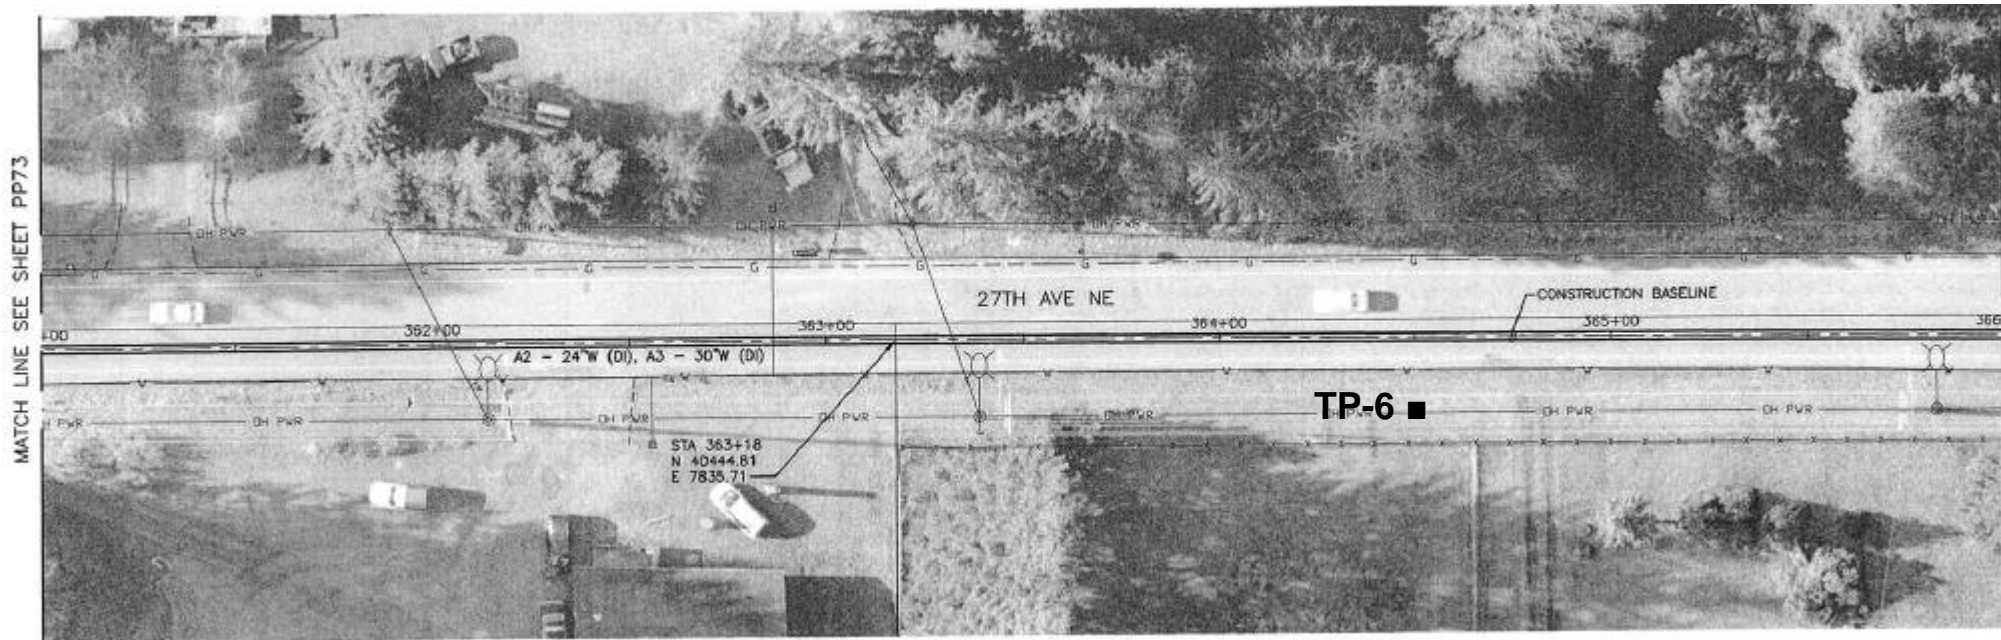 MATCH LINE SEE SHEET PP73
OH PWR
OH PWR
OH PWR
OH PWR
G
G
G
G
G
G
G
G
G
G
G
27TH AVE NE
CONSTRUCTION BASELINE
+00
362+00
363+00
364+00
365+00
366
A2 - 24"W (DI), A3 - 30"W (DI)
W
W
W
W
W
W
W
W
W
H PWR
OH PWR
OH PWR
OH PWR
OH PWR
TP-6
OH PWR
OH PWR
STA 363+18
N 40444.81
E 7835.71